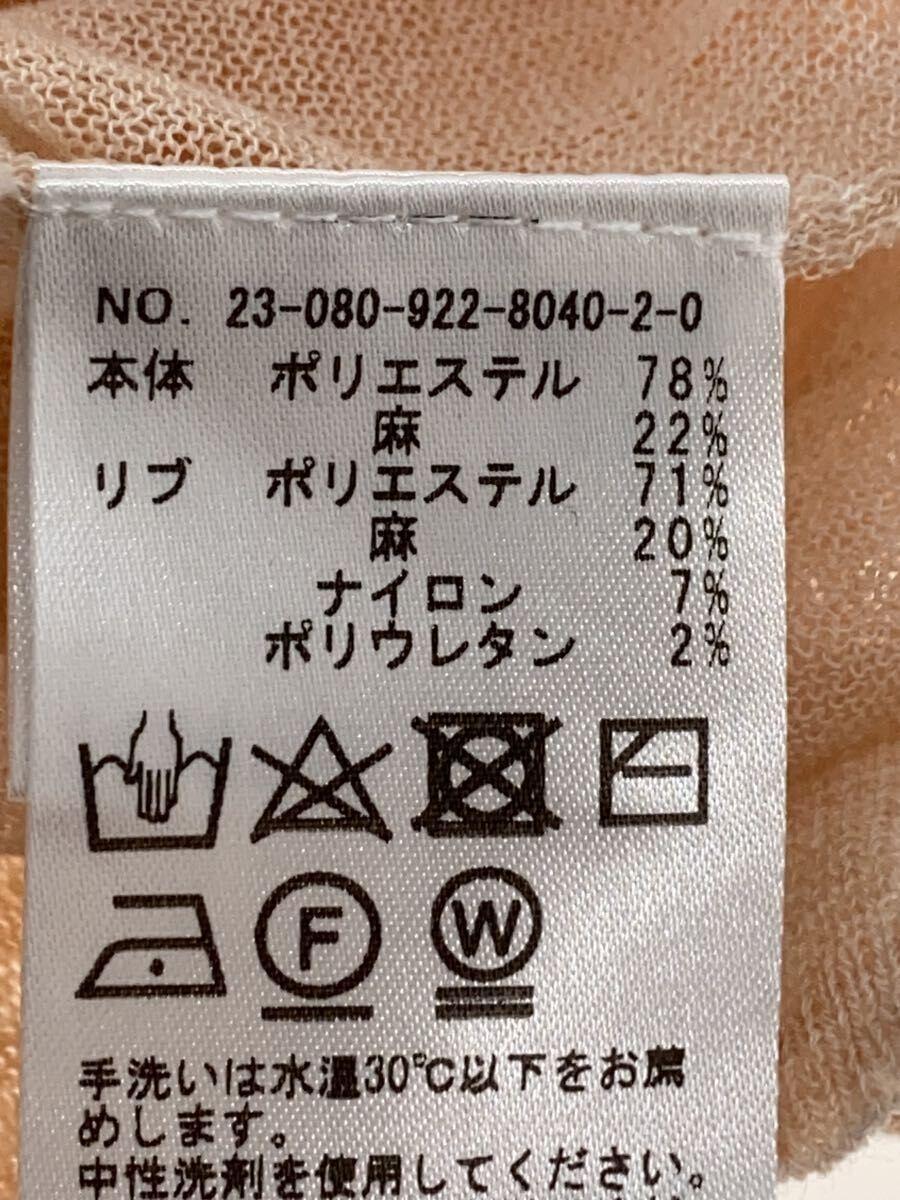 NO. 23-080-922-8040-2-0
本体 ポリエステル 78%
麻 22%
リブ ポリエステル 71%
麻 20%
ナイロン 7%
ポリウレタン 2%
F W
手洗いは水温30℃以下をお薦
めします。
中性洗剤を使用してください。